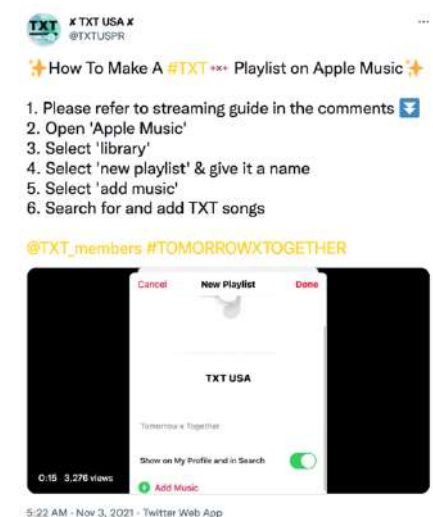 TXT
✘ TXT USA ✘
@TXTUSPR
✨How To Make A #TXT +×+ Playlist on Apple Music✨
1. Please refer to streaming guide in the comments ⏬
2. Open 'Apple Music'
3. Select 'library'
4. Select 'new playlist' & give it a name
5. Select 'add music'
6. Search for and add TXT songs
@TXT_members #TOMORROWXTOGETHER
Cancel New Playlist Done
TXT USA
Tomorrow x Together
Show on My Profile and in Search
Add Music
0:15 3,276 views
5:22 AM · Nov 3, 2021 · Twitter Web App